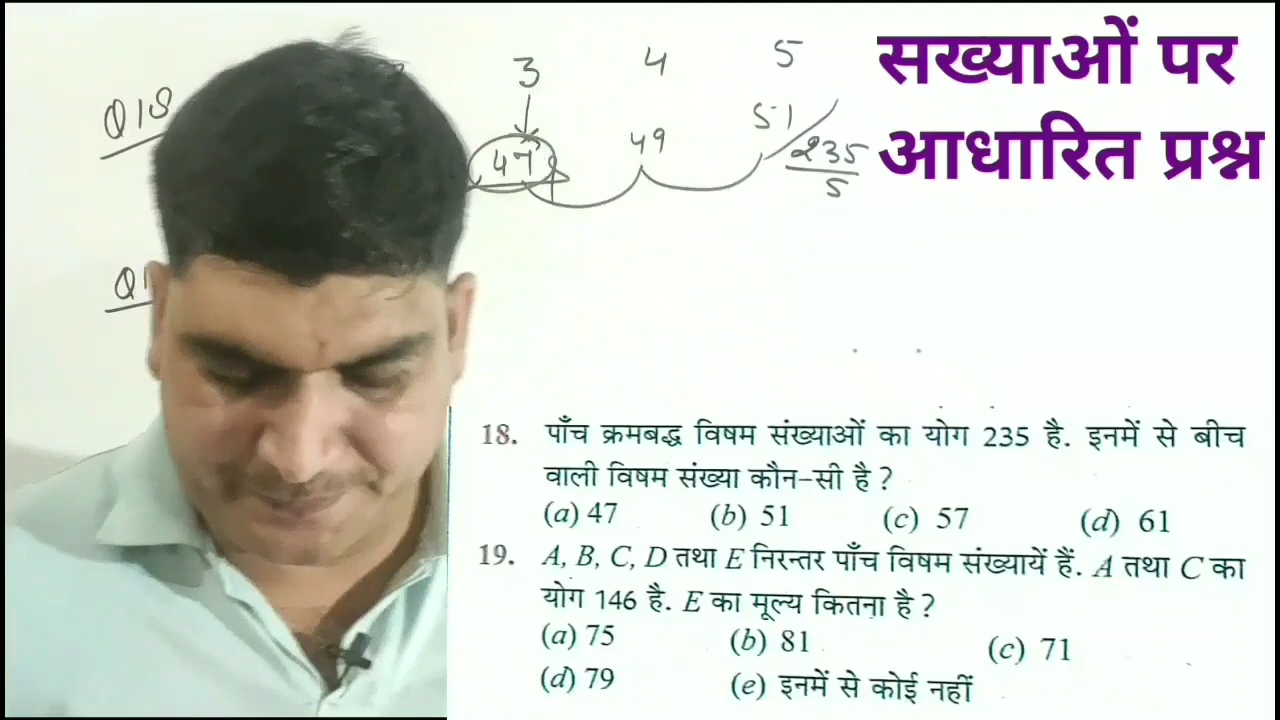 सख्याओं पर
आधारित प्रश्न
Q18
3 4 5
47 49 51
235
5
18. पाँच क्रमबद्ध विषम संख्याओं का योग 235 है. इनमें से बीच
वाली विषम संख्या कौन-सी है ?
(a) 47 (b) 51 (c) 57 (d) 61
19. A, B, C, D तथा E निरन्तर पाँच विषम संख्यायें हैं. A तथा C का
योग 146 है. E का मूल्य कितना है ?
(a) 75 (b) 81 (c) 71
(d) 79 (e) इनमें से कोई नहीं